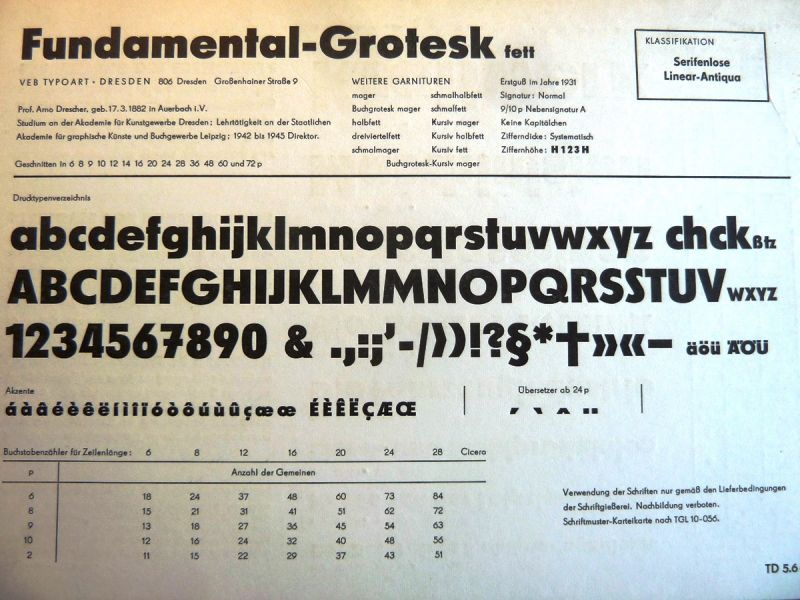 Fundamental-Grotesk fett
KLASSIFIKATION
Serifenlose
Linear-Antiqua
VEB TYPOART · DRESDEN 806 Dresden Großenhainer Straße 9
Prof. Arno Drescher, geb. 17. 3. 1882 in Auerbach i. V.
Studium an der Akademie für Kunstgewerbe Dresden; Lehrtätigkeit an der Staatlichen
Akademie für graphische Künste und Buchgewerbe Leipzig; 1942 bis 1945 Direktor.
Geschnitten in 6 8 9 10 12 14 16 20 24 28 36 48 60 und 72 p
WEITERE GARNITUREN
mager schmalhalbfett
Buchgrotesk mager schmalfett
halbfett Kursiv mager
dreiviertelfett Kursiv halbfett
schmalmager Kursiv fett
Buchgrotesk-Kursiv mager
Erstguß im Jahre 1931
Signatur: Normal
9/10 p Nebensignatur A
Keine Kapitälchen
Zifferndicke: Systematisch
Ziffernhöhe: H123H
Drucktypenverzeichnis
abcdefghijklmnopqrstuvwxyz chckßtz
ABCDEFGHIJKLMMNOPQRSSTUVWXYZ
1234567890 & .,:;'-/))!?§*†»«– äöü ÄÖÜ
Akzente
áàâéèêëíìîïóòôúùûçæœ ÉÈÊËÇÆŒ
Übersetzer ab 24 p
´ ` ^ ¨
Buchstabenzähler für Zeilenlänge: 6 8 12 16 20 24 28 Cicero
p Anzahl der Gemeinen
6 18 24 37 48 60 73 84
8 15 21 31 41 51 62 72
9 13 18 27 36 45 54 63
10 12 16 24 32 40 48 56
2 11 15 22 29 37 43 51
Verwendung der Schriften nur gemäß den Lieferbedingungen
der Schriftgießerei. Nachbildung verboten.
Schriftmuster-Karteikarte nach TGL 10-056.
TD 5.6